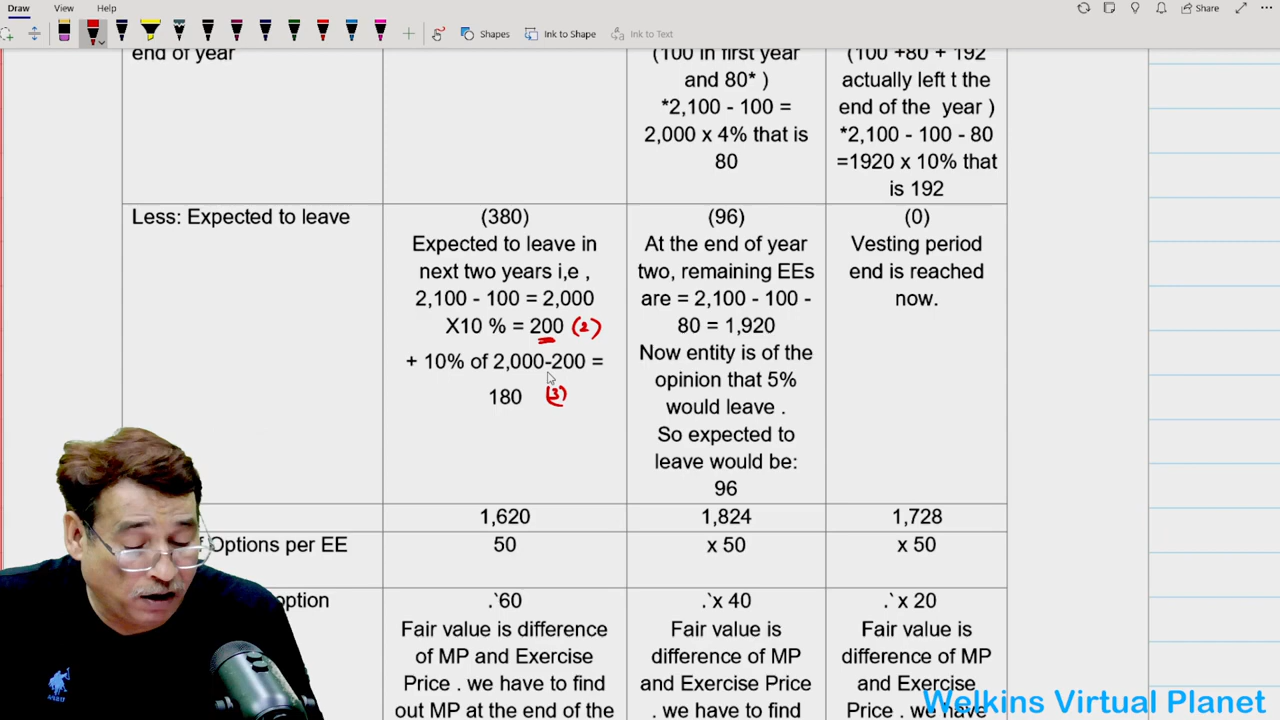 Draw View Help
Share
Shapes Ink to Shape Ink to Text
end of year
(100 in first year
and 80* )
*2,100 - 100 =
2,000 x 4% that is
80
(100 +80 + 192
actually left t the
end of the year )
*2,100 - 100 - 80
=1920 x 10% that
is 192
Less: Expected to leave
(380)
Expected to leave in
next two years i,e ,
2,100 - 100 = 2,000
X10 % = 200 (2)
+ 10% of 2,000-200 =
180 (3)
(96)
At the end of year
two, remaining EEs
are = 2,100 - 100 -
80 = 1,920
Now entity is of the
opinion that 5%
would leave .
So expected to
leave would be:
96
(0)
Vesting period
end is reached
now.
1,620
1,824
1,728
Options per EE
50
x 50
x 50
option
.`60
Fair value is difference
of MP and Exercise
Price . we have to find
out MP at the end of the
.`x 40
Fair value is
difference of MP
and Exercise Price
. we have to find
.`x 20
Fair value is
difference of MP
and Exercise
Price . we have
Welkins Virtual Planet